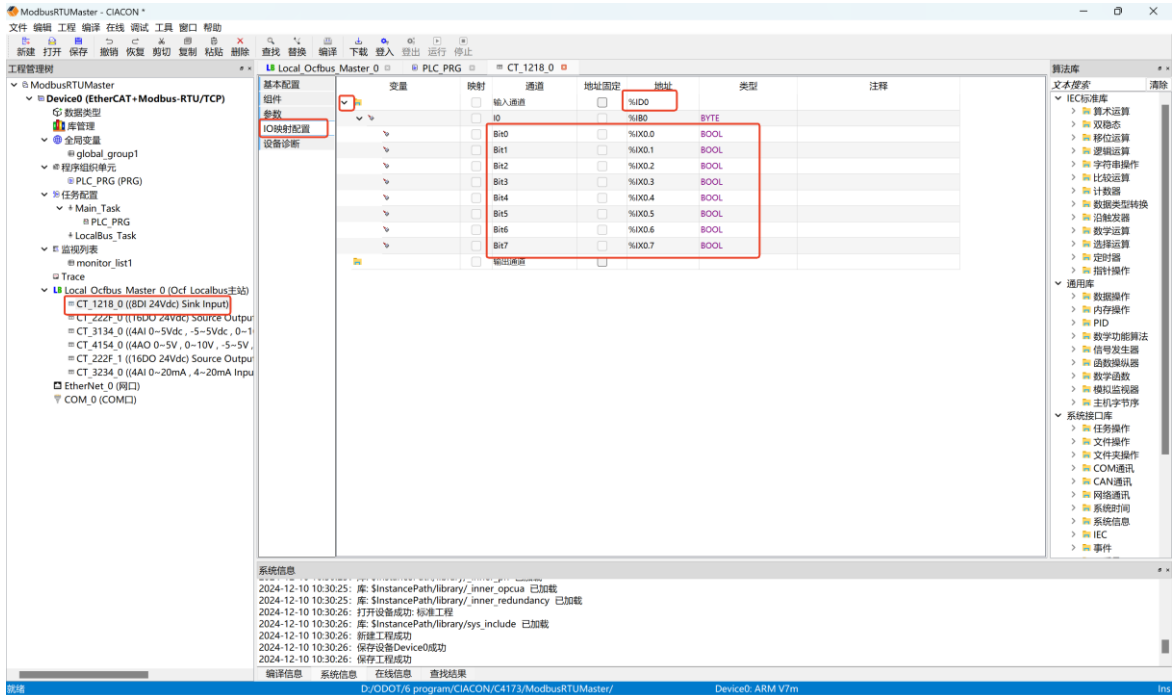 ModbusRTUMaster - CIACON *
文件 编辑 工程 编译 在线 调试 工具 窗口 帮助
新建 打开 保存 撤销 恢复 剪切 复制 粘贴 删除 查找 替换 编译 下载 登入 登出 运行 停止
工程管理树
ModbusRTUMaster
Device0 (EtherCAT+Modbus-RTU/TCP)
数据类型
库管理
全局变量
global_group1
程序组织单元
PLC_PRG (PRG)
任务配置
Main_Task
PLC_PRG
LocalBus_Task
监视列表
monitor_list1
Trace
Local_Ocfbus_Master_0 (Ocf_Localbus主站)
CT_1218_0 ((8DI 24Vdc) Sink Input)
CT_222F_0 ((16DO 24Vdc) Source Output
CT_3134_0 ((4AI 0~5Vdc , -5~5Vdc , 0~1
CT_4154_0 ((4AO 0~5V , 0~10V , -5~5V ,
CT_222F_1 ((16DO 24Vdc) Source Output
CT_3234_0 ((4AI 0~20mA , 4~20mA Inpu
EtherNet_0 (网口)
COM_0 (COM口)
Local_Ocfbus_Master_0 PLC_PRG CT_1218_0
基本配置
组件
参数
IO映射配置
设备诊断
变量 映射 通道 地址固定 地址 类型 注释
输入通道 %ID0
I0 %IB0 BYTE
Bit0 %IX0.0 BOOL
Bit1 %IX0.1 BOOL
Bit2 %IX0.2 BOOL
Bit3 %IX0.3 BOOL
Bit4 %IX0.4 BOOL
Bit5 %IX0.5 BOOL
Bit6 %IX0.6 BOOL
Bit7 %IX0.7 BOOL
输出通道
算法库
文本搜索 清除
IEC标准库
算术运算
双稳态
移位运算
逻辑运算
字符串操作
比较运算
计数器
数据类型转换
沿触发器
数学运算
选择运算
定时器
指针操作
通用库
数据操作
内存操作
PID
数学功能算法
信号发生器
函数操纵器
数学函数
模拟监视器
主机字节序
系统接口库
任务操作
文件操作
文件夹操作
COM通讯
CAN通讯
网络通讯
系统时间
系统信息
IEC
事件
系统信息
2024-12-10 10:30:25: 库: $InstancePath/library/_inner_opcua 已加载
2024-12-10 10:30:25: 库: $InstancePath/library/_inner_redundancy 已加载
2024-12-10 10:30:26: 打开设备成功: 标准工程
2024-12-10 10:30:26: 库: $InstancePath/library/sys_include 已加载
2024-12-10 10:30:26: 新建工程成功
2024-12-10 10:30:26: 保存设备Device0成功
2024-12-10 10:30:26: 保存工程成功
编译信息 系统信息 在线信息 查找结果
就绪 D:/ODOT/6 program/CIACON/C4173/ModbusRTUMaster/ Device0: ARM V7m Ins